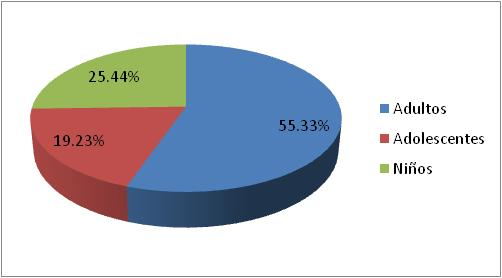 25.44%
55.33%
19.23%
Adultos
Adolescentes
Niños